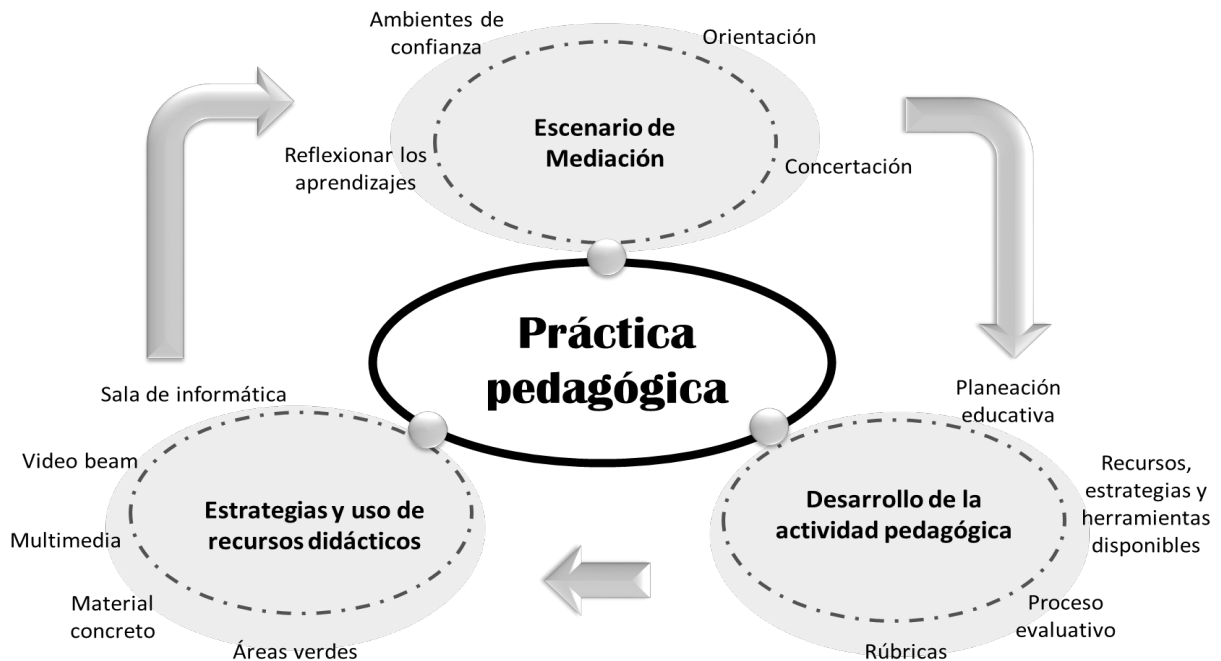 Ambientes de
confianza
Orientación
Escenario de
Mediación
Reflexionar los
aprendizajes
Concertación
Práctica
pedagógica
Sala de informática
Video beam
Multimedia
Material
concreto
Áreas verdes
Estrategias y uso de
recursos didácticos
Planeación
educativa
Desarrollo de la
actividad pedagógica
Recursos,
estrategias y
herramientas
disponibles
Proceso
evaluativo
Rúbricas